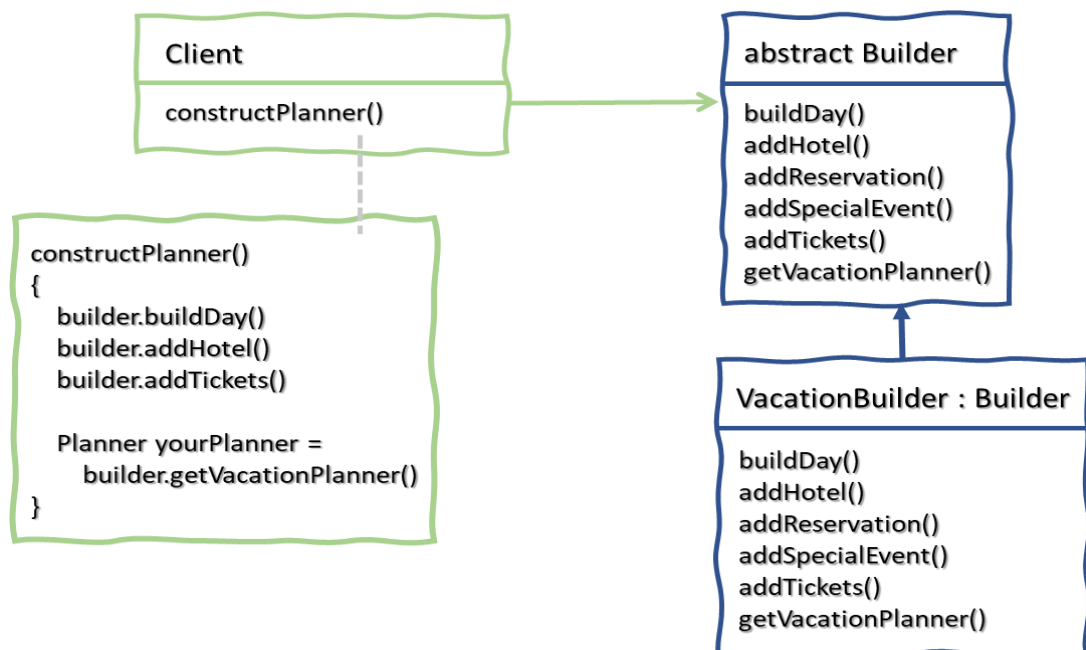 Client
constructPlanner()
constructPlanner()
{
builder.buildDay()
builder.addHotel()
builder.addTickets()
Planner yourPlanner =
builder.getVacationPlanner()
}
abstract Builder
buildDay()
addHotel()
addReservation()
addSpecialEvent()
addTickets()
getVacationPlanner()
VacationBuilder : Builder
buildDay()
addHotel()
addReservation()
addSpecialEvent()
addTickets()
getVacationPlanner()